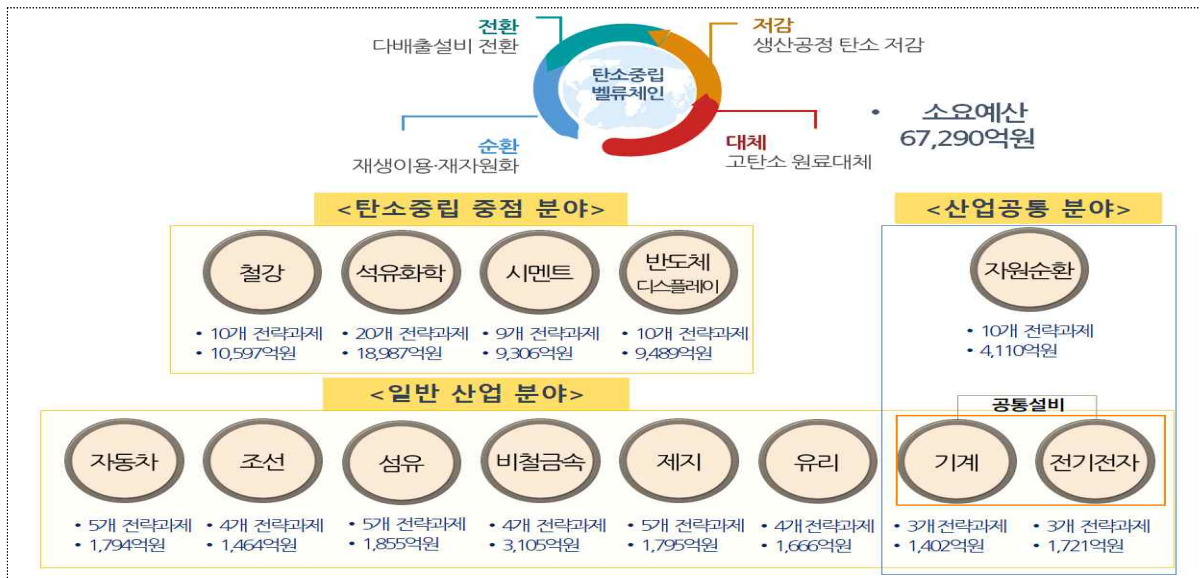 전환
다배출설비 전환
저감
생산공정 탄소 저감
탄소중립
벨류체인
순환
재생이용·재자원화
대체
고탄소 원료대체
• 소요예산
67,290억원
<탄소중립 중점 분야>
<산업공통 분야>
철강
• 10개 전략과제
• 10,597억원
석유화학
• 20개 전략과제
• 18,987억원
시멘트
• 9개 전략과제
• 9,306억원
반도체
디스플레이
• 10개 전략과제
• 9,489억원
자원순환
• 10개 전략과제
• 4,110억원
<일반 산업 분야>
공통설비
자동차
• 5개 전략과제
• 1,794억원
조선
• 4개 전략과제
• 1,464억원
섬유
• 5개 전략과제
• 1,855억원
비철금속
• 4개 전략과제
• 3,105억원
제지
• 5개 전략과제
• 1,795억원
유리
• 4개 전략과제
• 1,666억원
기계
• 3개 전략과제
• 1,402억원
전기전자
• 3개 전략과제
• 1,721억원